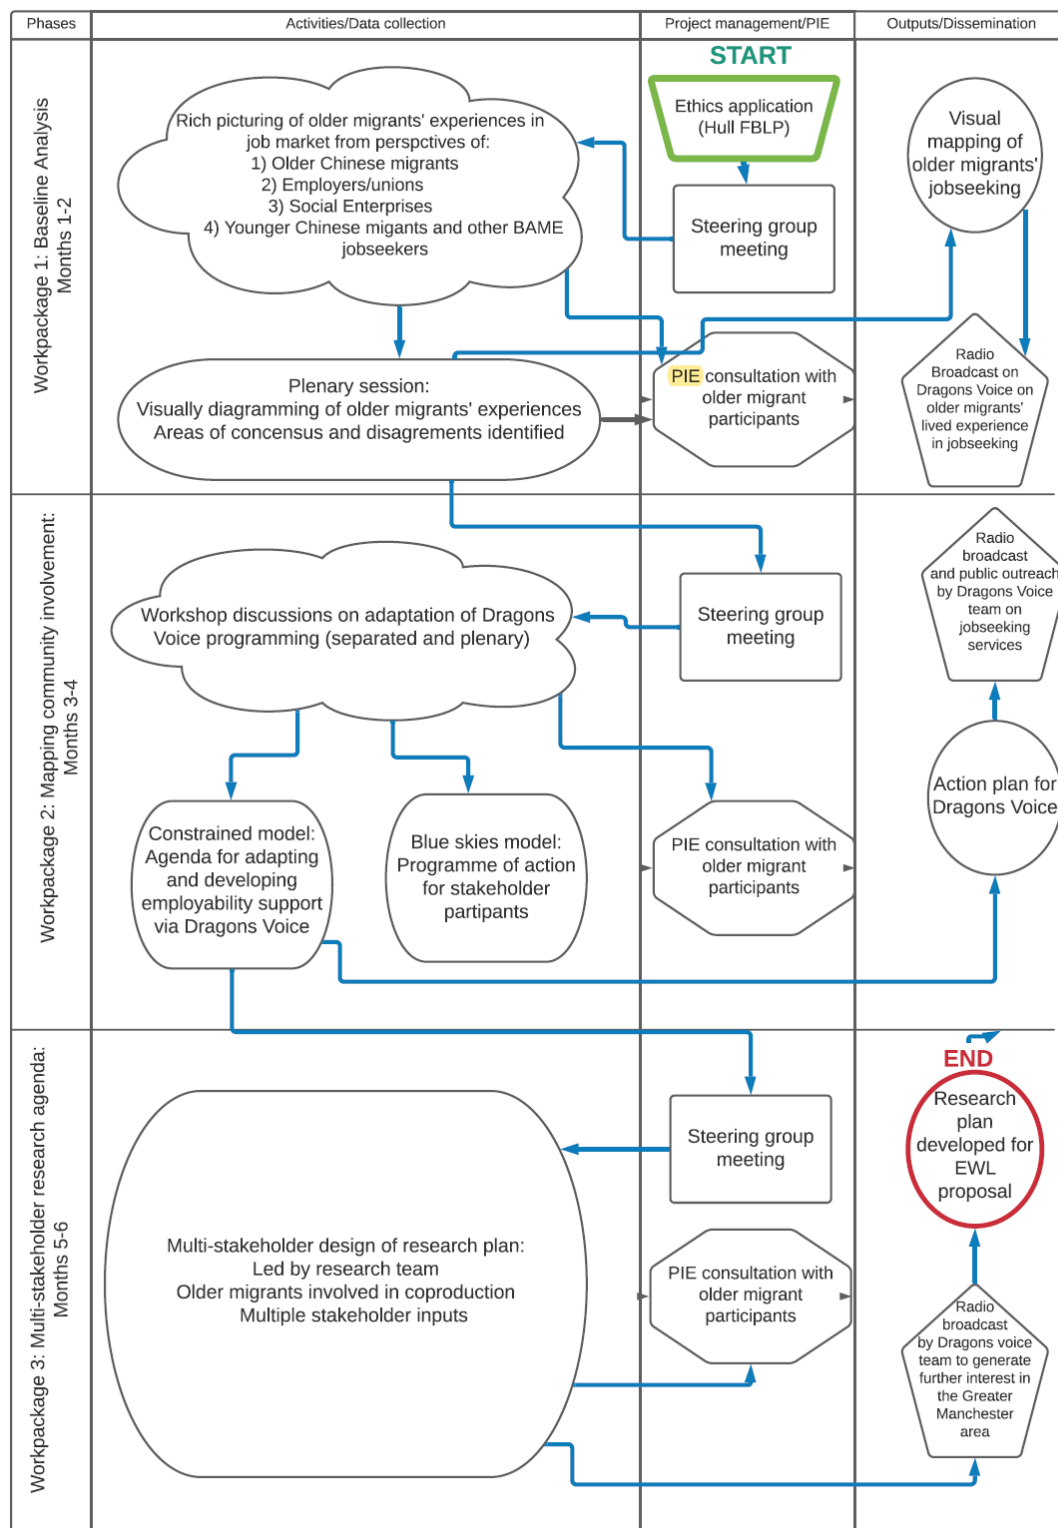 Phases
Activities/Data collection
Project management/PIE
Outputs/Dissemination
Workpackage 1: Baseline Analysis
Months 1-2
Rich picturing of older migrants' experiences in
job market from perspctives of:
1) Older Chinese migrants
2) Employers/unions
3) Social Enterprises
4) Younger Chinese migants and other BAME
jobseekers
START
Ethics application
(Hull FBLP)
Steering group
meeting
Visual
mapping of
older migrants'
jobseeking
Plenary session:
Visually diagramming of older migrants' experiences
Areas of concensus and disagrements identified
PIE consultation with
older migrant
participants
Radio
Broadcast on
Dragons Voice on
older migrants'
lived experience
in jobseeking
Workpackage 2: Mapping community involvement:
Months 3-4
Workshop discussions on adaptation of Dragons
Voice programming (separated and plenary)
Steering group
meeting
Radio
broadcast
and public outreach
by Dragons Voice
team on
jobseeking
services
Constrained model:
Agenda for adapting
and developing
employability support
via Dragons Voice
Blue skies model:
Programme of action
for stakeholder
partipants
PIE consultation with
older migrant
participants
Action plan for
Dragons Voice
Workpackage 3: Multi-stakeholder research agenda:
Months 5-6
Multi-stakeholder design of research plan:
Led by research team
Older migrants involved in coproduction
Multiple stakeholder inputs
Steering group
meeting
PIE consultation with
older migrant
participants
END
Research
plan
developed for
EWL
proposal
Radio
broadcast
by Dragons voice
team to generate
further interest in
the Greater
Manchester
area